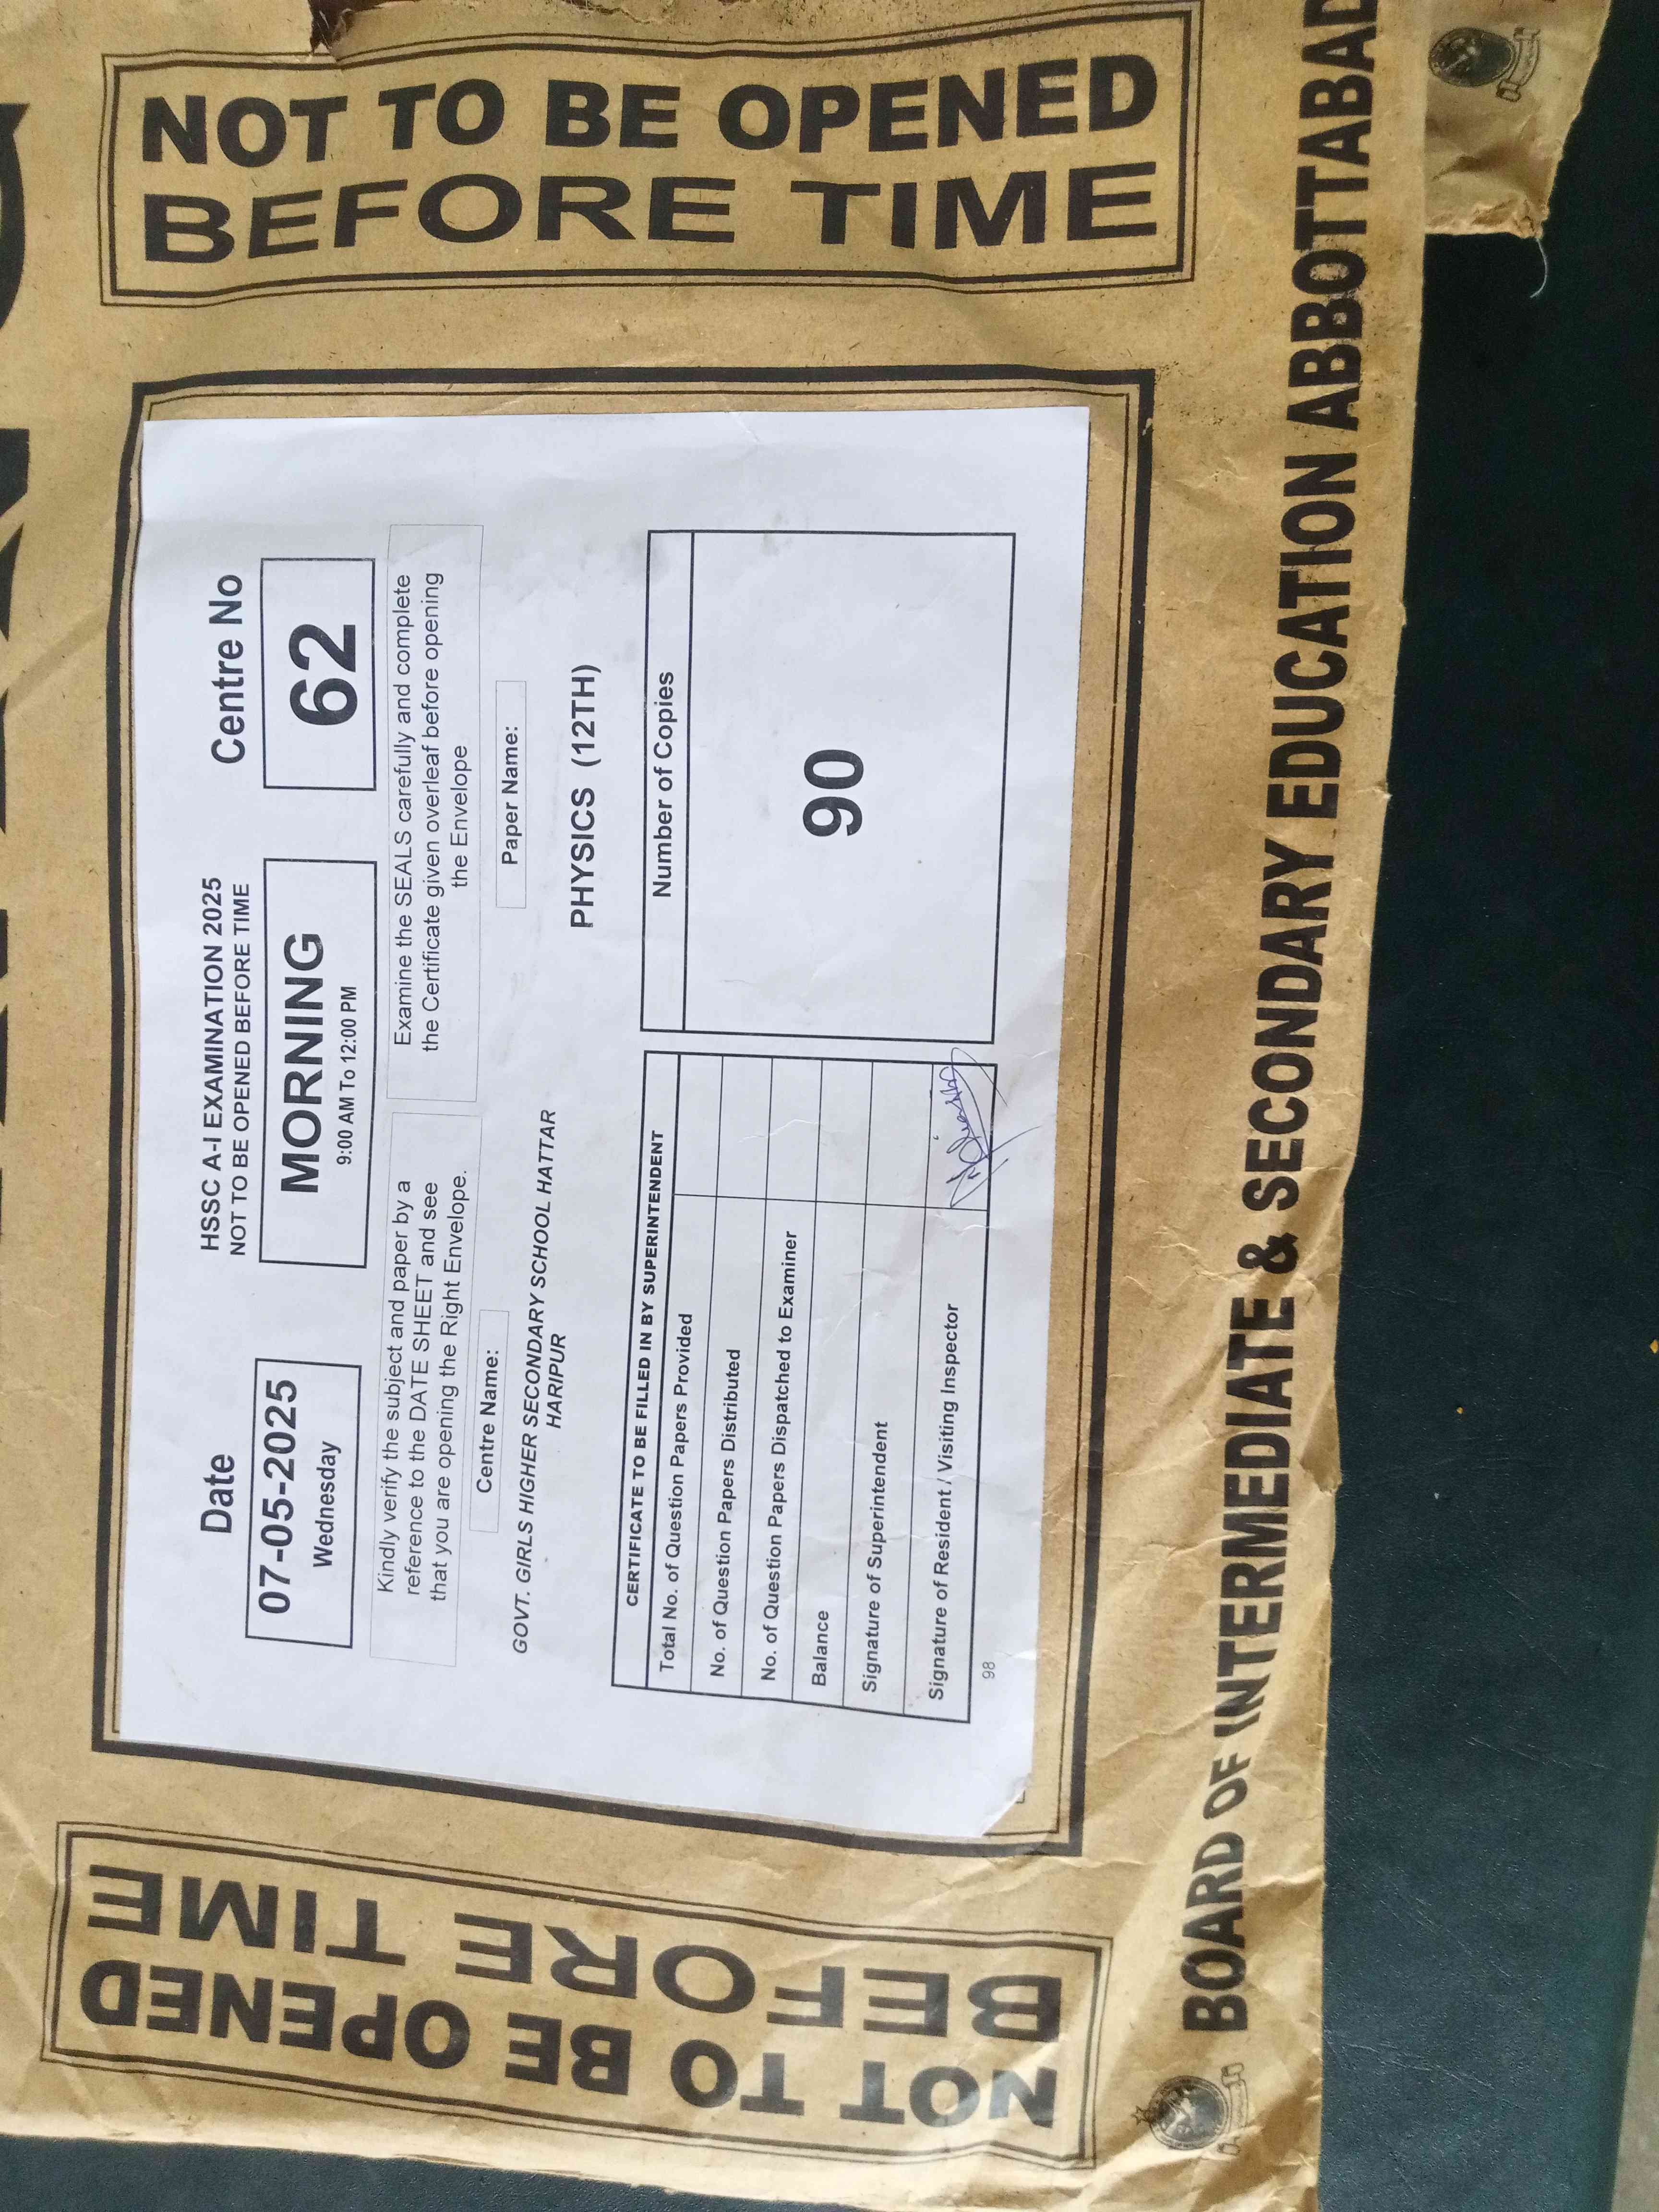 NOT TO BE OPENED
BEFORE TIME
Date
07-05-2025
Wednesday
HSSC A-I EXAMINATION 2025
NOT TO BE OPENED BEFORE TIME
MORNING
9:00 AM To 12:00 PM
Centre No
62
Kindly verify the subject and paper by a
reference to the DATE SHEET and see
that you are opening the Right Envelope.
Examine the SEALS carefully and complete
the Certificate given overleaf before opening
the Envelope
Centre Name:
GOVT. GIRLS HIGHER SECONDARY SCHOOL HATTAR
HARIPUR
Paper Name:
PHYSICS (12TH)
CERTIFICATE TO BE FILLED IN BY SUPERINTENDENT
Total No. of Question Papers Provided
No. of Question Papers Distributed
No. of Question Papers Dispatched to Examiner
Balance
Signature of Superintendent
Signature of Resident / Visiting Inspector
Number of Copies
90
98
NOT TO BE OPENED
BEFORE TIME
BOARD OF INTERMEDIATE & SECONDARY EDUCATION ABBOTTABAD